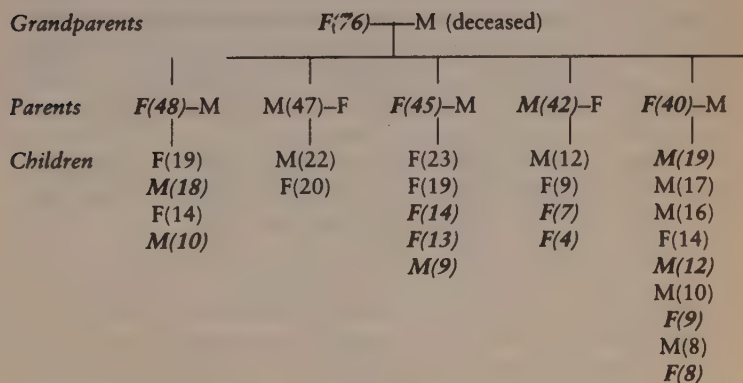 Grandparents F(76)—M (deceased)
Parents F(48)–M M(47)–F F(45)–M M(42)–F F(40)–M
Children F(19) M(22) F(23) M(12) M(19)
M(18) F(20) F(19) F(9) M(17)
F(14) F(14) F(7) M(16)
M(10) F(13) F(4) F(14)
M(9) M(12)
M(10)
F(9)
M(8)
F(8)